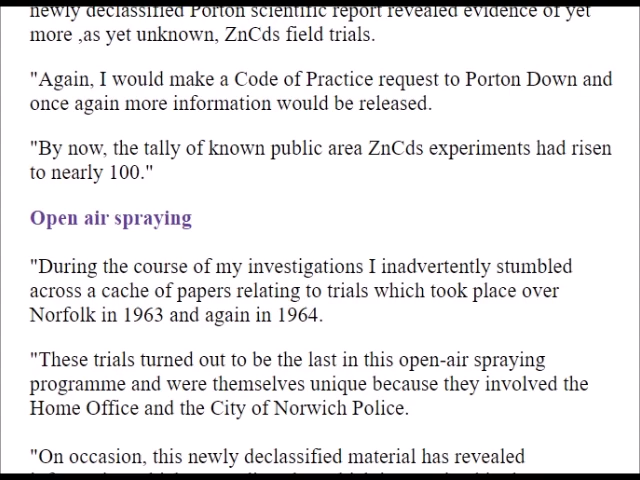 newly declassified Porton scientific report revealed evidence of yet
more ,as yet unknown, ZnCds field trials.
"Again, I would make a Code of Practice request to Porton Down and
once again more information would be released.
"By now, the tally of known public area ZnCds experiments had risen
to nearly 100."
Open air spraying
"During the course of my investigations I inadvertently stumbled
across a cache of papers relating to trials which took place over
Norfolk in 1963 and again in 1964.
"These trials turned out to be the last in this open-air spraying
programme and were themselves unique because they involved the
Home Office and the City of Norwich Police.
"On occasion, this newly declassified material has revealed